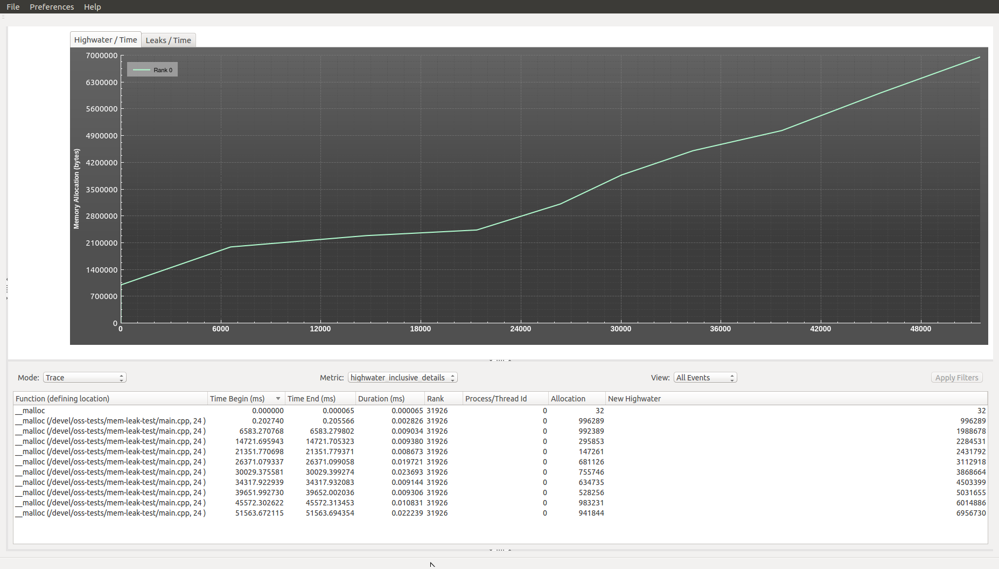 File Preferences Help
Highwater / Time Leaks / Time
7000000
Rank 0
6300000
5600000
4900000
4200000
3500000
2800000
2100000
1400000
700000
0
Memory Allocation (bytes)
0 6000 12000 18000 24000 30000 36000 42000 48000
Mode: Trace Metric: highwater_inclusive_details View: All Events Apply Filters
Function (defining location) Time Begin (ms) Time End (ms) Duration (ms) Rank Process/Thread Id Allocation New Highwater
__malloc 0.000000 0.000065 0.000065 31926 0 32 32
__malloc (/devel/oss-tests/mem-leak-test/main.cpp, 24 ) 0.202740 0.205566 0.002826 31926 0 996289 996289
__malloc (/devel/oss-tests/mem-leak-test/main.cpp, 24 ) 6583.270768 6583.279802 0.009034 31926 0 992389 1988678
__malloc (/devel/oss-tests/mem-leak-test/main.cpp, 24 ) 14721.695943 14721.705323 0.009380 31926 0 295853 2284531
__malloc (/devel/oss-tests/mem-leak-test/main.cpp, 24 ) 21351.770698 21351.779371 0.008673 31926 0 147261 2431792
__malloc (/devel/oss-tests/mem-leak-test/main.cpp, 24 ) 26371.079337 26371.099058 0.019721 31926 0 681126 3112918
__malloc (/devel/oss-tests/mem-leak-test/main.cpp, 24 ) 30029.375581 30029.399274 0.023693 31926 0 755746 3868664
__malloc (/devel/oss-tests/mem-leak-test/main.cpp, 24 ) 34317.922939 34317.932083 0.009144 31926 0 634735 4503399
__malloc (/devel/oss-tests/mem-leak-test/main.cpp, 24 ) 39651.992730 39652.002036 0.009306 31926 0 528256 5031655
__malloc (/devel/oss-tests/mem-leak-test/main.cpp, 24 ) 45572.302622 45572.313453 0.010831 31926 0 983231 6014886
__malloc (/devel/oss-tests/mem-leak-test/main.cpp, 24 ) 51563.672115 51563.694354 0.022239 31926 0 941844 6956730